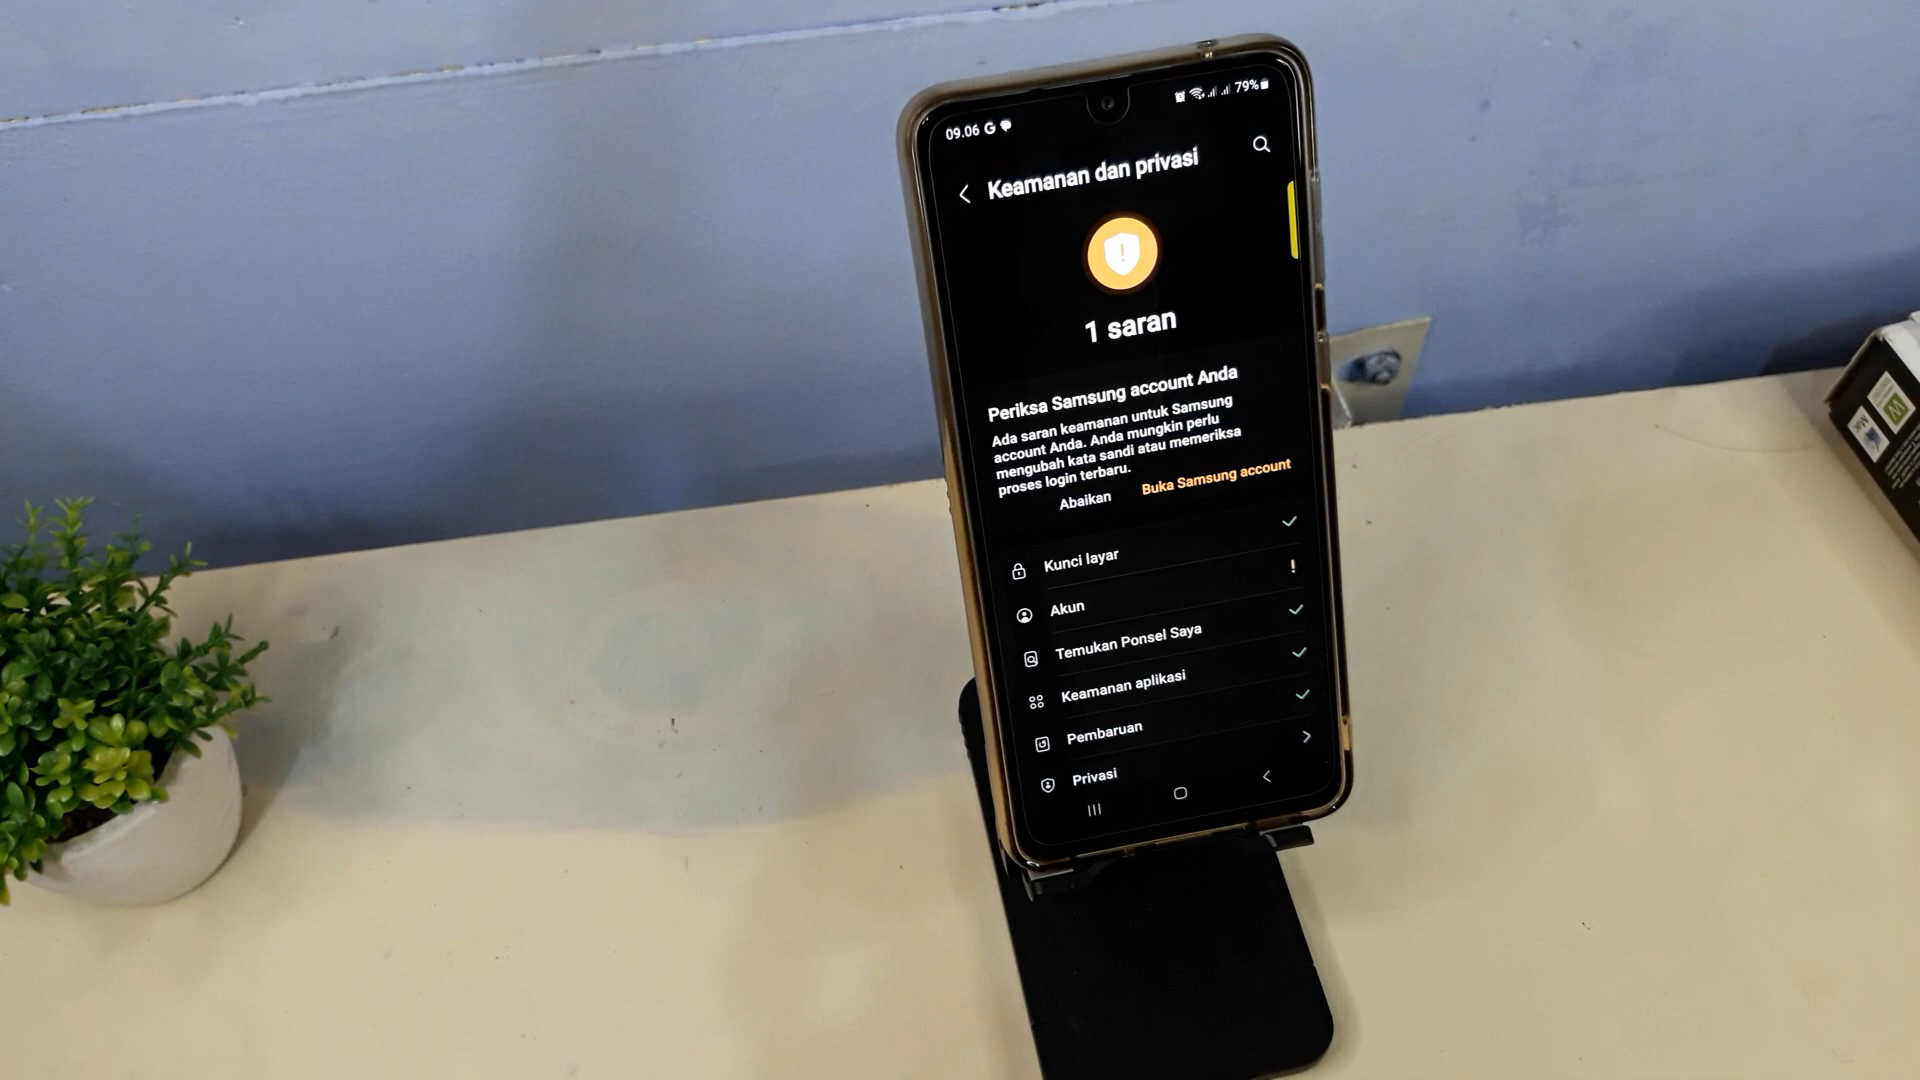 09.06 G
79%
Keamanan dan privasi
1 saran
Periksa Samsung account Anda
Ada saran keamanan untuk Samsung
account Anda. Anda mungkin perlu
mengubah kata sandi atau memeriksa
proses login terbaru.
Abaikan
Buka Samsung account
Kunci layar
Akun
Temukan Ponsel Saya
Keamanan aplikasi
Pembaruan
Privasi